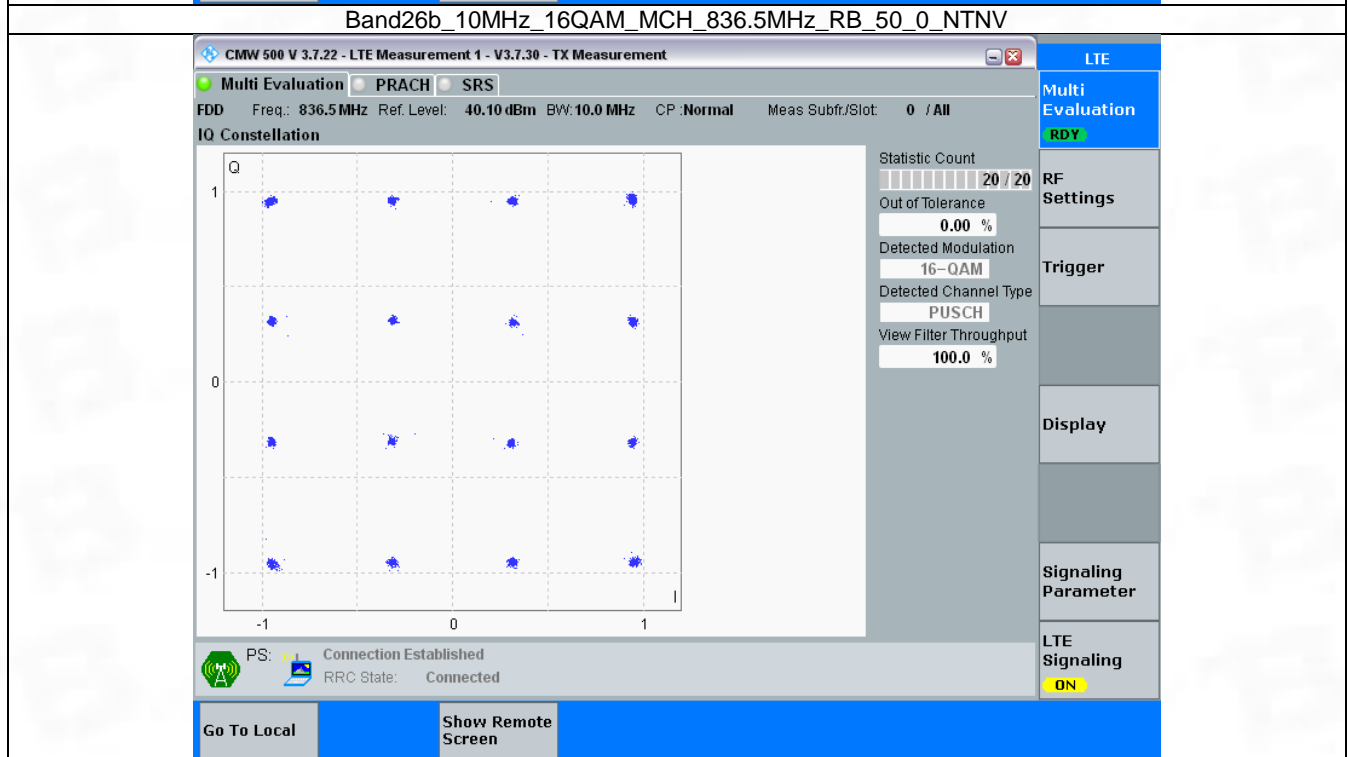 Band26b_10MHz_16QAM_MCH_836.5MHz_RB_50_0_NTNV
CMW 500 V 3.7.22 - LTE Measurement 1 - V3.7.30 - TX Measurement
LTE
Multi Evaluation PRACH SRS
Multi
Evaluation
RDY
FDD Freq.: 836.5 MHz Ref. Level: 40.10 dBm BW: 10.0 MHz CP :Normal Meas Subfr./Slot: 0 / All
IQ Constellation
Q
1
0
-1
I
-1 0 1
Statistic Count
20 / 20
Out of Tolerance
0.00 %
Detected Modulation
16-QAM
Detected Channel Type
PUSCH
View Filter Throughput
100.0 %
RF
Settings
Trigger
Display
Signaling
Parameter
LTE
Signaling
ON
PS: Connection Established
RRC State: Connected
Go To Local
Show Remote
Screen